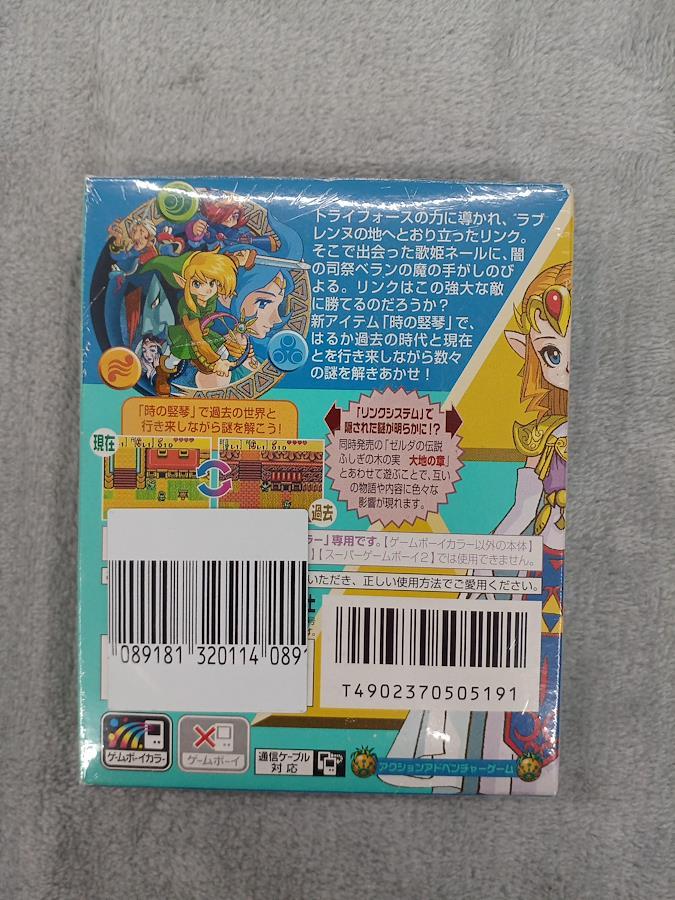 トライフォースの力に導かれ、ラブ
レンヌの地へとおり立ったリンク。
そこで出会った歌姫ネールに、闇
の司祭ベランの魔の手がしのび
よる。リンクはこの強大な敵
に勝てるのだろうか?
新アイテム「時の竪琴」で、
はるか過去の時代と現在
とを行き来しながら数々
の謎を解きあかせ!
「時の竪琴」で過去の世界と
行き来しながら謎を解こう!
現在
過去
「リンクシステム」で
隠された謎が明らかに!?
同時発売の「ゼルダの伝説
ふしぎの木の実 大地の章」
とあわせて遊ぶことで、互い
の物語や内容に色々な
影響が現れます。
ラー」専用です。【ゲームボーイカラー以外の本体】
【スーパーゲームボーイ2】では使用できません。
いただき、正しい使用方法でご愛用ください。
089181 320114 0891
T4902370505191
ゲームボーイカラー
ゲームボーイ
通信ケーブル
対応
アクションアドベンチャーゲーム